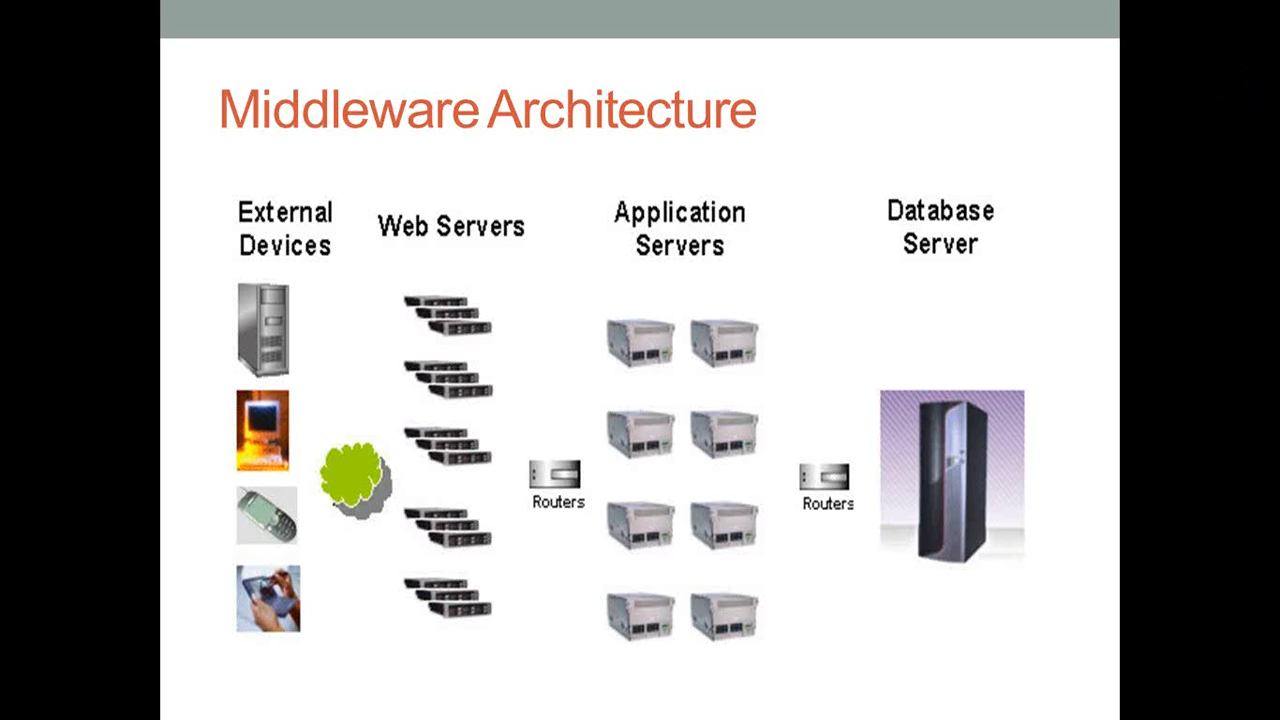 Middleware Architecture
External
Devices
Web Servers
Application
Servers
Database
Server
Routers
Routers